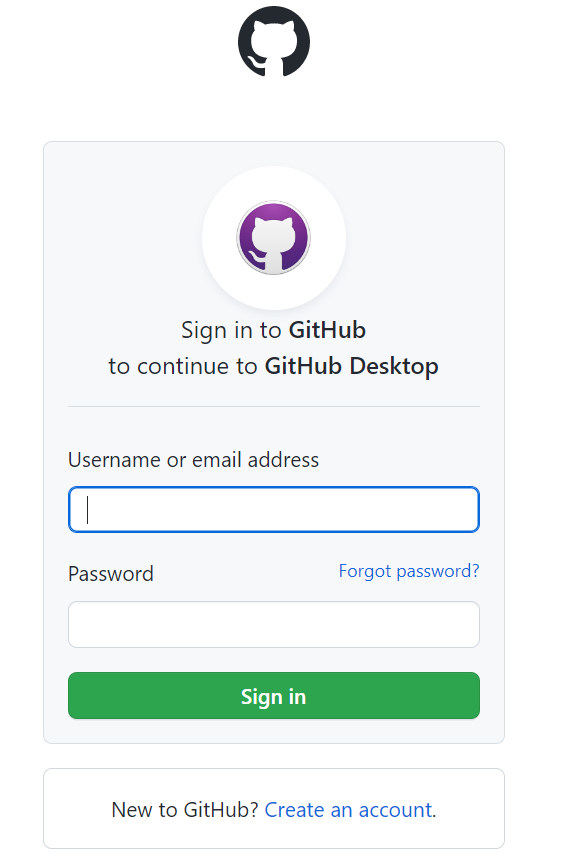 Sign in to GitHub
to continue to GitHub Desktop
Username or email address
Password Forgot password?
Sign in
New to GitHub? Create an account.